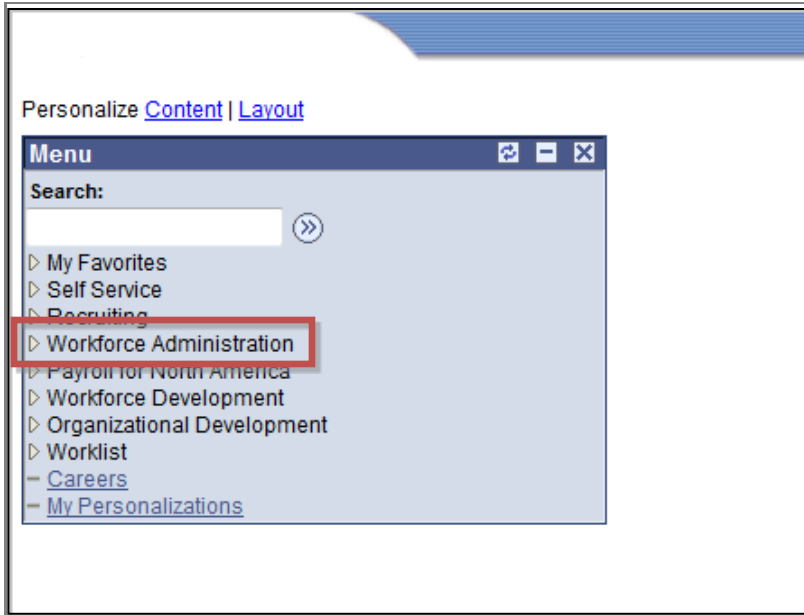 Personalize Content | Layout
Menu
Search:
My Favorites
Self Service
Recruiting
Workforce Administration
Payroll for North America
Workforce Development
Organizational Development
Worklist
Careers
My Personalizations